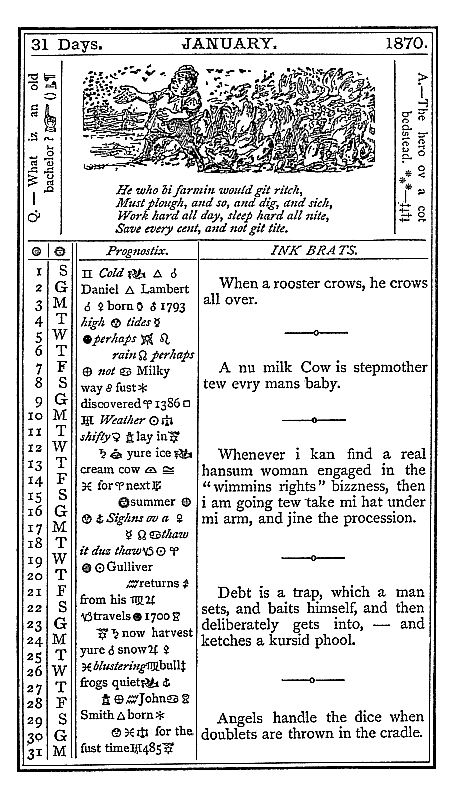 31 Days. JANUARY. 1870.
Q.—What iz an old
bachelor?
A.—The hero ov a cot
bedstead.
He who bi farmin would git ritch,
Must plough, and so, and dig, and sich,
Work hard all day, sleep hard all nite,
Save every cent, and not git tite.
Prognostix.
1 S
2 G
3 M
4 T
5 W
6 T
7 F
8 S
9 G
10 M
11 T
12 W
13 T
14 F
15 S
16 G
17 M
18 T
19 W
20 T
21 F
22 S
23 G
24 M
25 T
26 W
27 T
28 F
29 S
30 G
31 M
♊ Cold △ ☌
Daniel △ Lambert
☌ ♀ born ☌ 1793
high tides ☿
perhaps ♌
rain ☊ perhaps
⊕ not ♋ Milky
way fust *
discovered ♈ 1386 □
Weather ⊙
shifty ♀ lay in
♄ yure ice
cream cow
♓ for ♈ next
summer ⊕
Sighns ov a ♀
☿ ☊ ♋ thaw
it dus thaw ♑ ⊙ ♈
⊙ Gulliver
returns
from his ♃
travels 1700
♄ now harvest
yure ☌ snow ♃ ♀
♓ blustering bull
frogs quiet
⊕ John ♋
Smith △ born *
♓ for the
fust time 1485
INK BRATS.
When a rooster crows, he crows
all over.
A nu milk Cow is stepmother
tew evry mans baby.
Whenever i kan find a real
hansum woman engaged in the
“wimmins rights” bizzness, then
i am going tew take mi hat under
mi arm, and jine the procession.
Debt is a trap, which a man
sets, and baits himself, and then
deliberately gets into, — and
ketches a kursid phool.
Angels handle the dice when
doublets are thrown in the cradle.